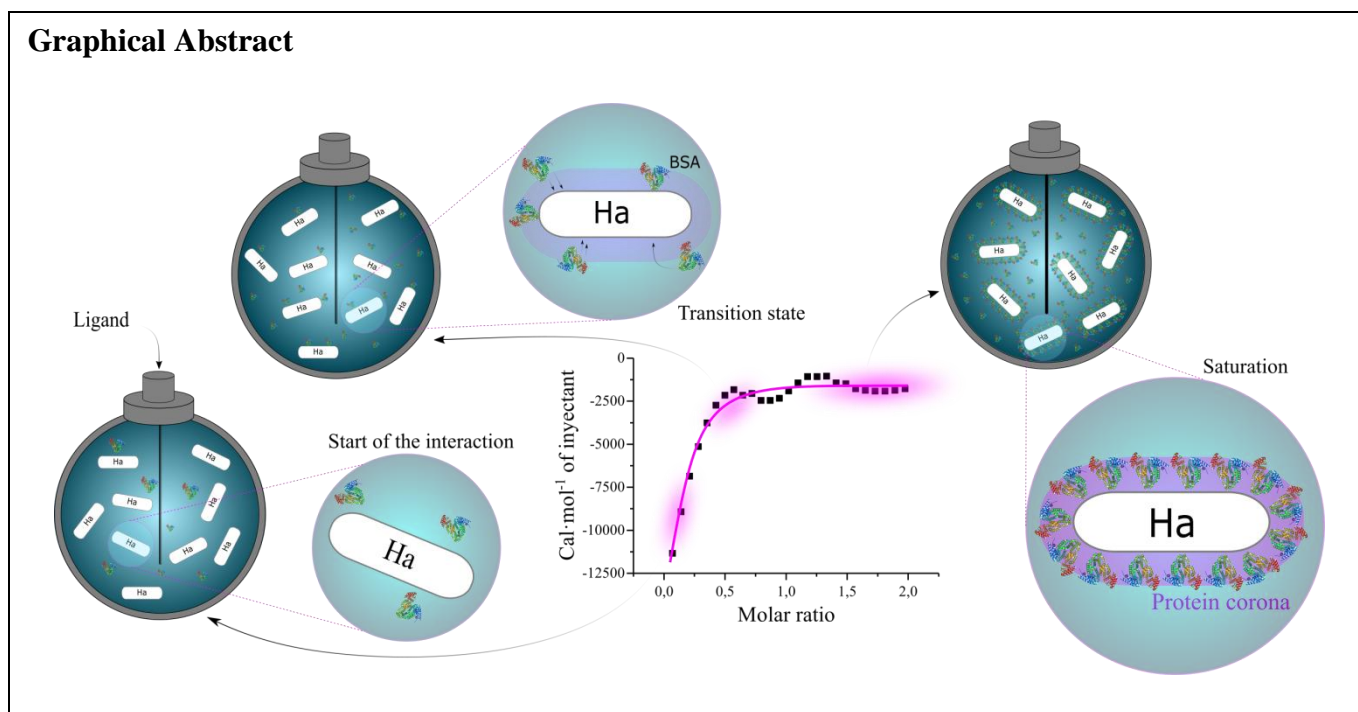 Graphical Abstract
Ligand
Ha
Ha
Ha
Ha
Ha
Ha
Ha
Ha
Start of the interaction
Ha
Ha
Ha
Ha
Ha
Ha
Ha
Ha
Ha
Ha
BSA
Ha
Transition state
0
-2500
-5000
-7500
-10000
-12500
Cal·mol⁻¹ of inyectant
0,0 0,5 1,0 1,5 2,0
Molar ratio
Ha
Ha
Ha
Ha
Ha
Ha
Ha
Ha
Saturation
Ha
Protein corona